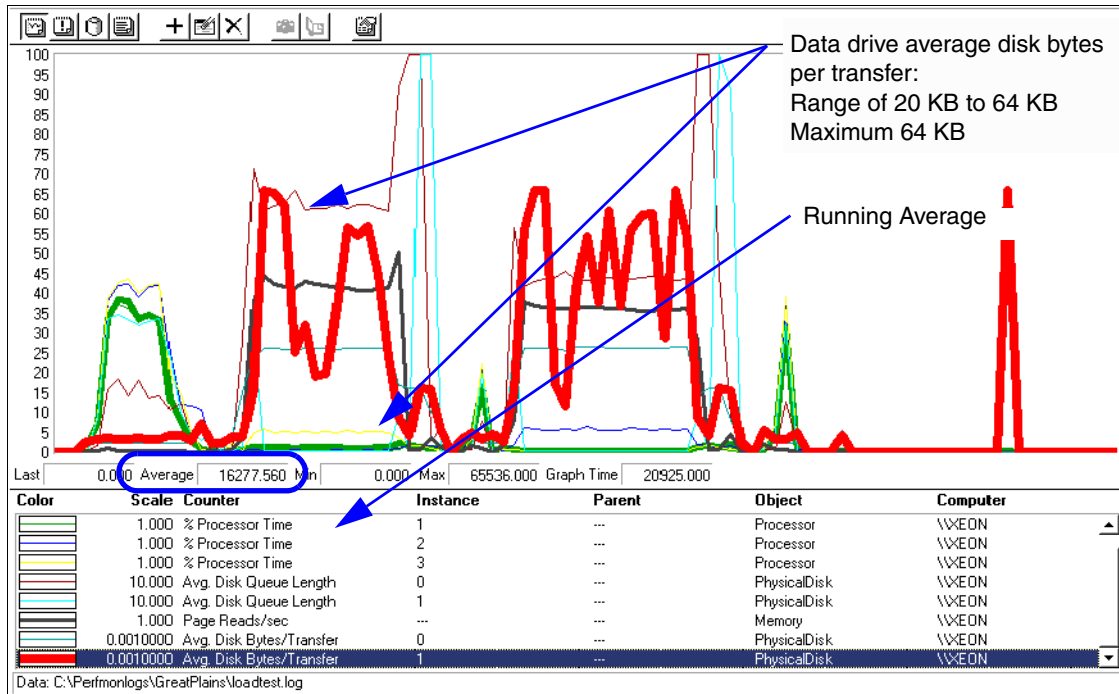 Data drive average disk bytes
per transfer:
Range of 20 KB to 64 KB
Maximum 64 KB
Running Average
100
95
90
85
80
75
70
65
60
55
50
45
40
35
30
25
20
15
10
5
0
Last 0.000 Average 16277.560 Min 0.000 Max 65536.000 Graph Time 20925.000
Color Scale Counter Instance Parent Object Computer
1.000 % Processor Time 1 --- Processor \\XEON
1.000 % Processor Time 2 --- Processor \\XEON
1.000 % Processor Time 3 --- Processor \\XEON
10.000 Avg. Disk Queue Length 0 --- PhysicalDisk \\XEON
10.000 Avg. Disk Queue Length 1 --- PhysicalDisk \\XEON
1.000 Page Reads/sec --- --- Memory \\XEON
0.0010000 Avg. Disk Bytes/Transfer 0 --- PhysicalDisk \\XEON
0.0010000 Avg. Disk Bytes/Transfer 1 --- PhysicalDisk \\XEON
Data: C:\Perfmonlogs\GreatPlains\loadtest.log